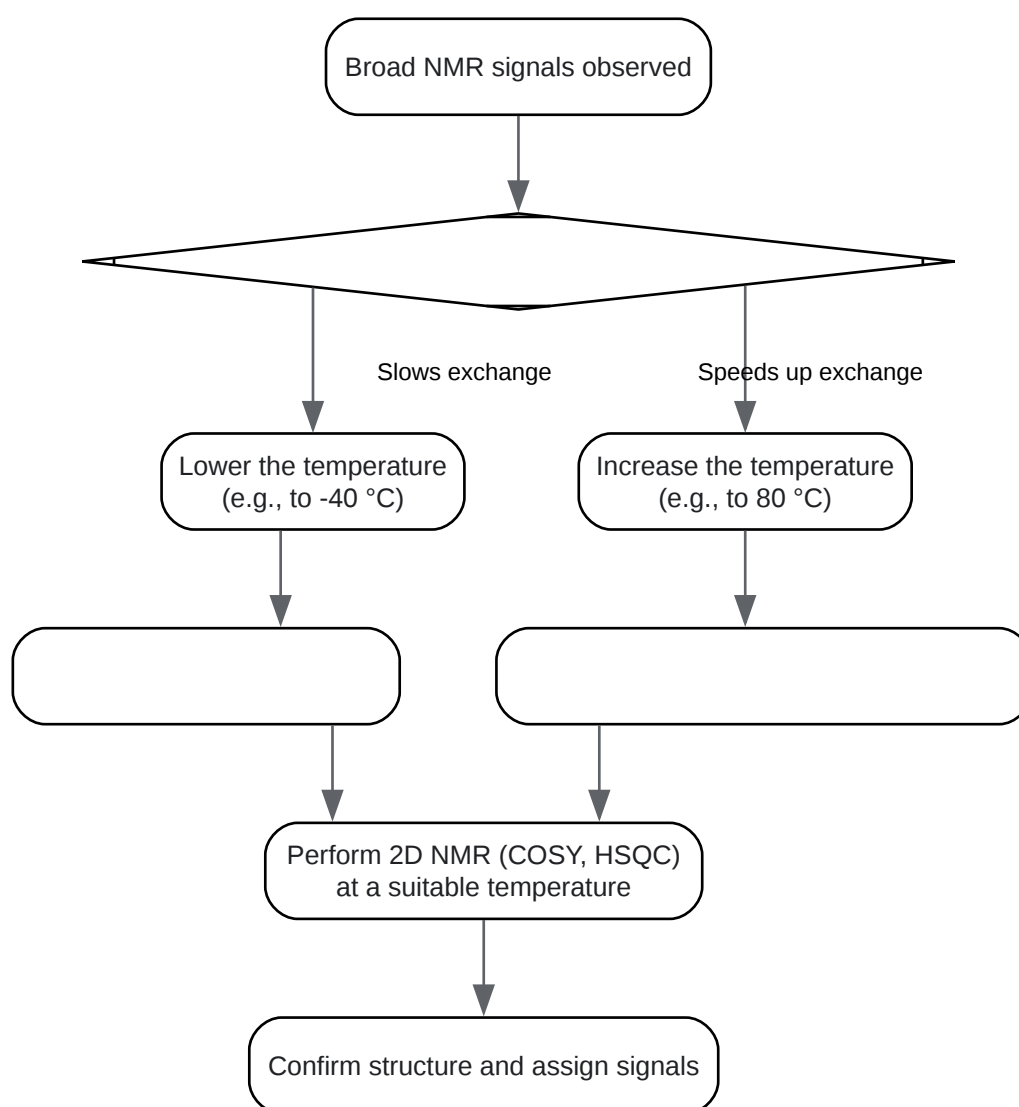 Broad NMR signals observed
Slows exchange
Speeds up exchange
Lower the temperature
(e.g., to -40 °C)
Increase the temperature
(e.g., to 80 °C)
Perform 2D NMR (COSY, HSQC)
at a suitable temperature
Confirm structure and assign signals